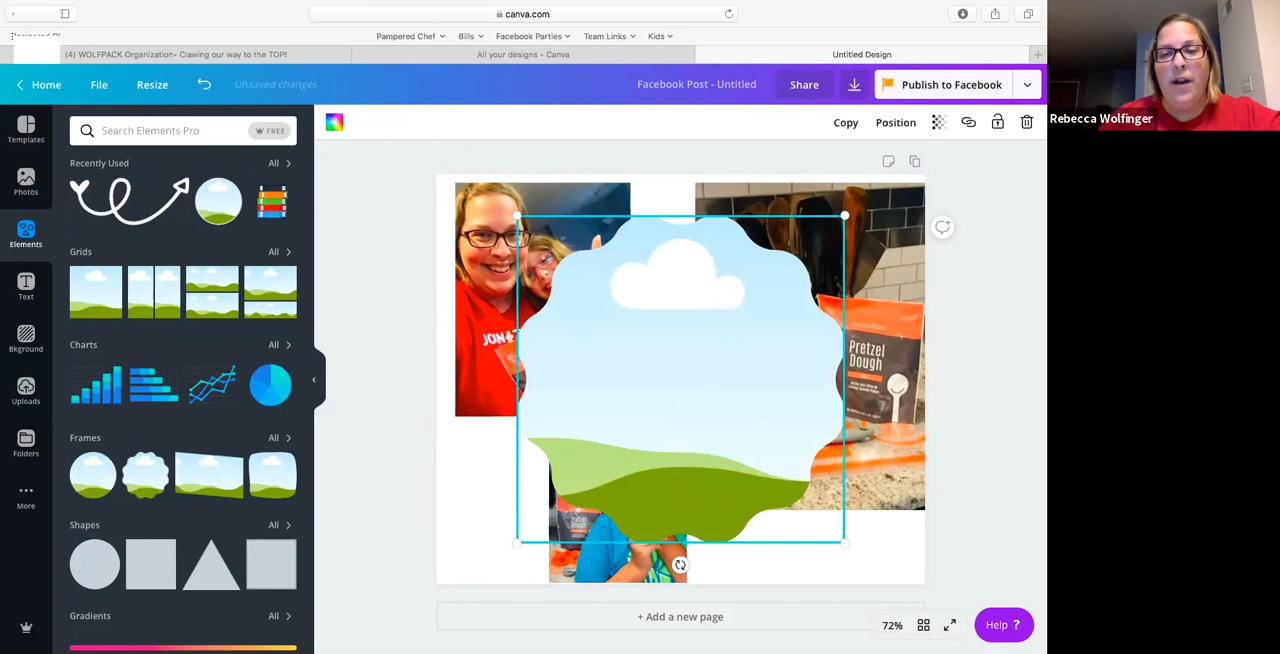 canva.com
Pampered Chef Bills Facebook Parties Team Links Kids
(4) WOLFPACK Organization- Clawing our way to the TOP! All your designs - Canva Untitled Design
Home File Resize Unsaved changes Facebook Post - Untitled Share Publish to Facebook
Templates
Photos
Elements
Text
Bkground
Uploads
Folders
More
Search Elements Pro FREE
Recently Used All
Grids All
Charts All
Frames All
Shapes All
Gradients All
Copy Position
JON
Pretzel
Dough
Pretzel
Dough
+ Add a new page
72%
Help ?
Rebecca Wolfinger